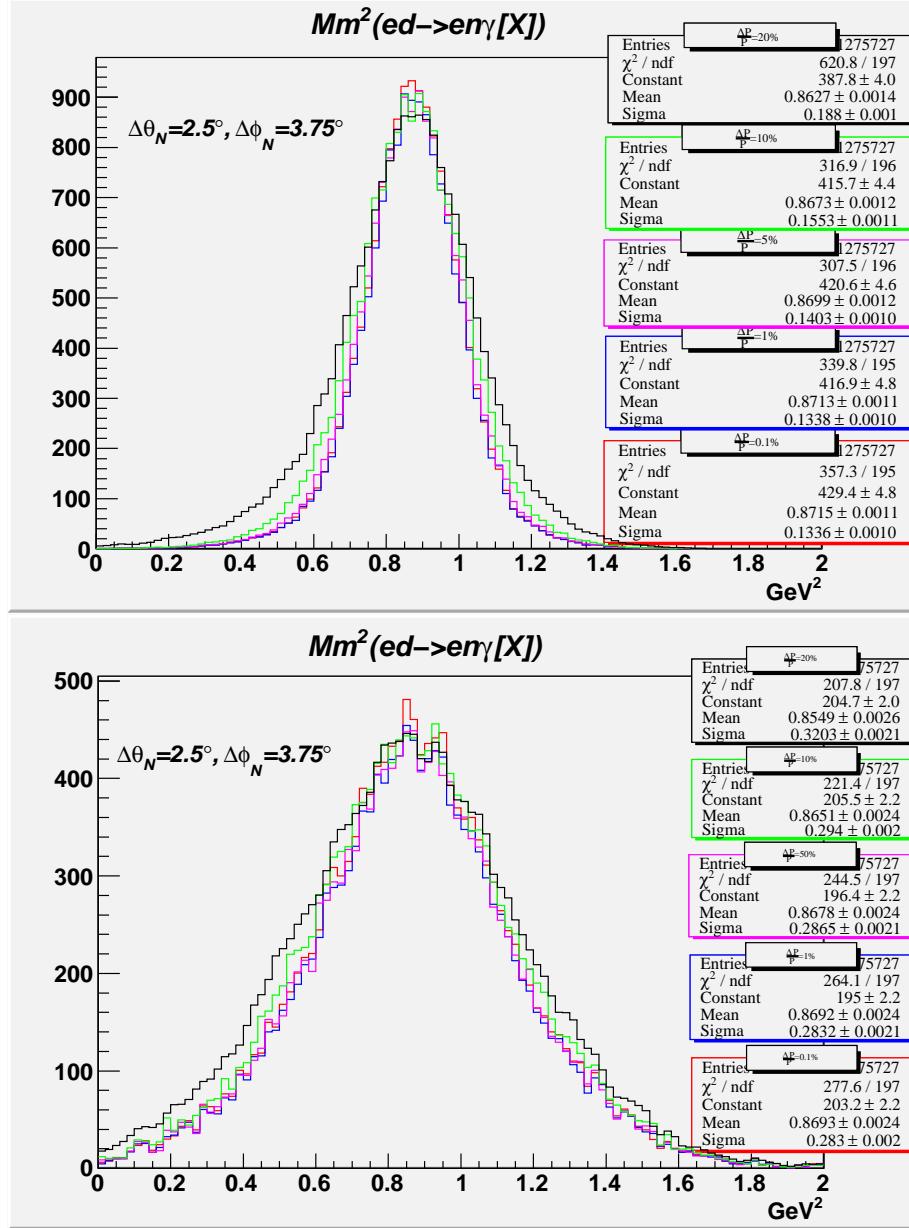 Mm²(ed->enγ[X])
ΔP/P=20%
Entries 1275727
χ² / ndf 620.8 / 197
Constant 387.8 ± 4.0
Mean 0.8627 ± 0.0014
Sigma 0.188 ± 0.001
ΔP/P=10%
Entries 1275727
χ² / ndf 316.9 / 196
Constant 415.7 ± 4.4
Mean 0.8673 ± 0.0012
Sigma 0.1553 ± 0.0011
ΔP/P=5%
Entries 1275727
χ² / ndf 307.5 / 196
Constant 420.6 ± 4.6
Mean 0.8699 ± 0.0012
Sigma 0.1403 ± 0.0010
ΔP/P=1%
Entries 1275727
χ² / ndf 339.8 / 195
Constant 416.9 ± 4.8
Mean 0.8713 ± 0.0011
Sigma 0.1338 ± 0.0010
ΔP/P=0.1%
Entries 1275727
χ² / ndf 357.3 / 195
Constant 429.4 ± 4.8
Mean 0.8715 ± 0.0011
Sigma 0.1336 ± 0.0010
Δθ_N=2.5°, Δϕ_N=3.75°
900
800
700
600
500
400
300
200
100
0
0 0.2 0.4 0.6 0.8 1 1.2 1.4 1.6 1.8 2
GeV²
Mm²(ed->enγ[X])
ΔP/P=20%
Entries 75727
χ² / ndf 207.8 / 197
Constant 204.7 ± 2.0
Mean 0.8549 ± 0.0026
Sigma 0.3203 ± 0.0021
ΔP/P=10%
Entries 75727
χ² / ndf 221.4 / 197
Constant 205.5 ± 2.2
Mean 0.8651 ± 0.0024
Sigma 0.294 ± 0.002
ΔP/P=50%
Entries 75727
χ² / ndf 244.5 / 197
Constant 196.4 ± 2.2
Mean 0.8678 ± 0.0024
Sigma 0.2865 ± 0.0021
ΔP/P=1%
Entries 75727
χ² / ndf 264.1 / 197
Constant 195 ± 2.2
Mean 0.8692 ± 0.0024
Sigma 0.2832 ± 0.0021
ΔP/P=0.1%
Entries 75727
χ² / ndf 277.6 / 197
Constant 203.2 ± 2.2
Mean 0.8693 ± 0.0024
Sigma 0.283 ± 0.002
Δθ_N=2.5°, Δϕ_N=3.75°
500
400
300
200
100
0
0 0.2 0.4 0.6 0.8 1 1.2 1.4 1.6 1.8 2
GeV²